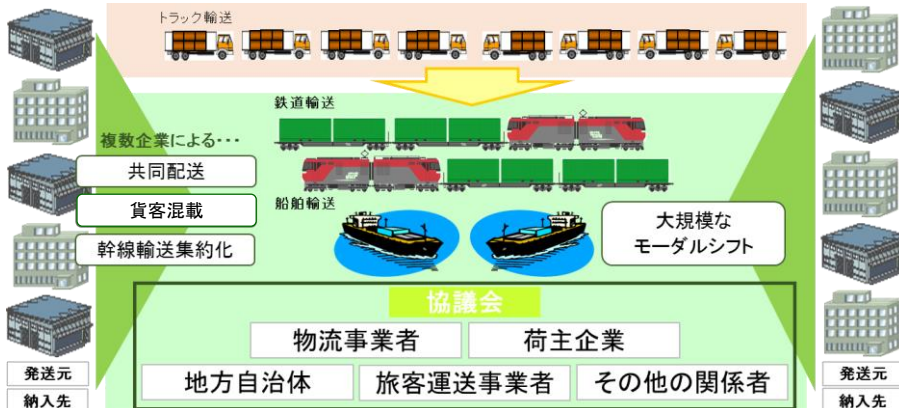 トラック輸送
鉄道輸送
複数企業による･･･
共同配送
貨客混載
幹線輸送集約化
船舶輸送
大規模な
モーダルシフト
協議会
物流事業者
荷主企業
地方自治体
旅客運送事業者
その他の関係者
発送元
納入先
発送元
納入先